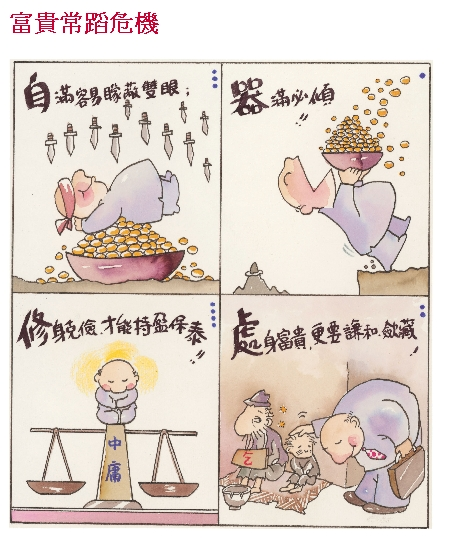 富貴常蹈危機
器滿必傾!!
處身富貴,更要謙和、斂藏!!
乞
自滿容易矇蔽雙眼;
修身克儉,才能持盈保泰!!
中庸